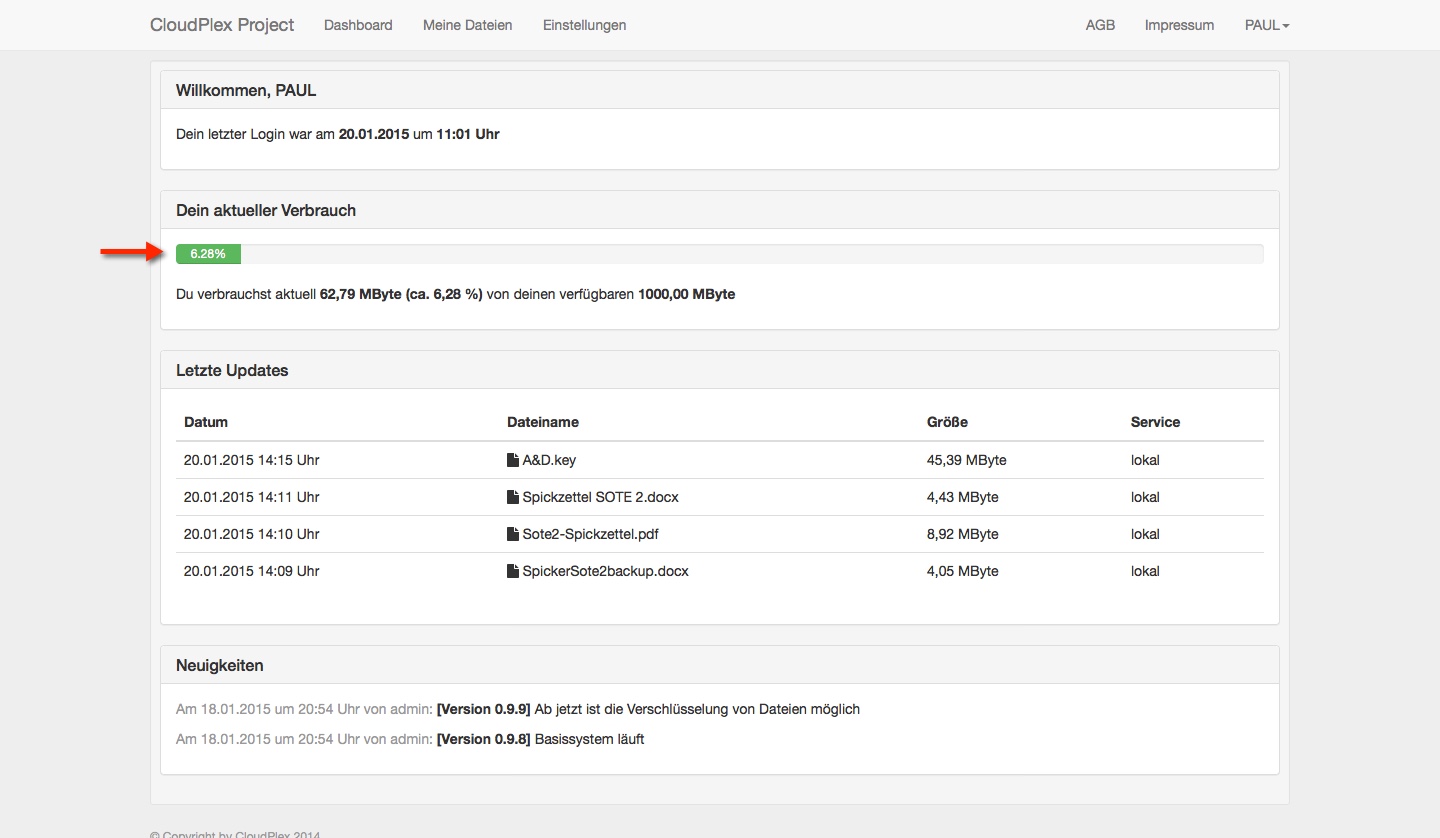 CloudPlex Project Dashboard Meine Dateien Einstellungen AGB Impressum PAUL
Willkommen, PAUL
Dein letzter Login war am 20.01.2015 um 11:01 Uhr
Dein aktueller Verbrauch
6.28%
Du verbrauchst aktuell 62,79 MByte (ca. 6,28 %) von deinen verfügbaren 1000,00 MByte
Letzte Updates
Datum Dateiname Größe Service
20.01.2015 14:15 Uhr A&D.key 45,39 MByte lokal
20.01.2015 14:11 Uhr Spickzettel SOTE 2.docx 4,43 MByte lokal
20.01.2015 14:10 Uhr Sote2-Spickzettel.pdf 8,92 MByte lokal
20.01.2015 14:09 Uhr SpickerSote2backup.docx 4,05 MByte lokal
Neuigkeiten
Am 18.01.2015 um 20:54 Uhr von admin: [Version 0.9.9] Ab jetzt ist die Verschlüsselung von Dateien möglich
Am 18.01.2015 um 20:54 Uhr von admin: [Version 0.9.8] Basissystem läuft
© Copyright by CloudPlex 2014